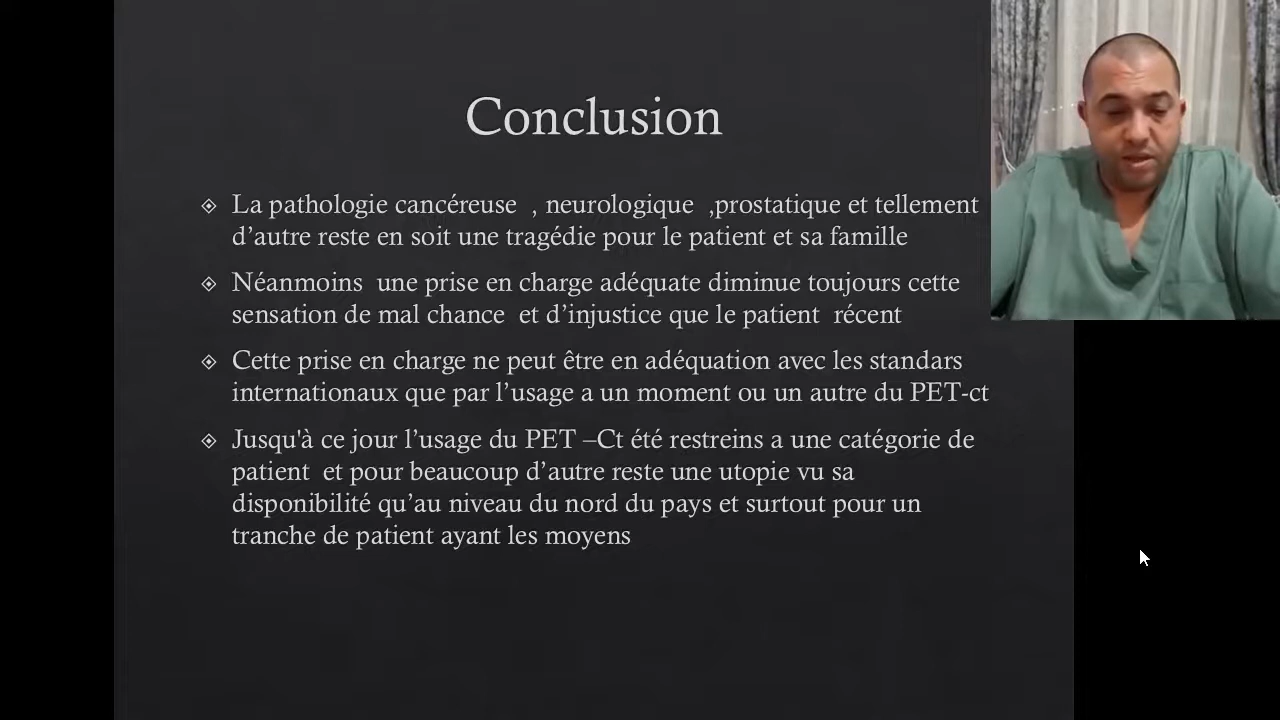 Conclusion
La pathologie cancéreuse , neurologique ,prostatique et tellement
d’autre reste en soit une tragédie pour le patient et sa famille
Néanmoins une prise en charge adéquate diminue toujours cette
sensation de mal chance et d’injustice que le patient récent
Cette prise en charge ne peut être en adéquation avec les standars
internationaux que par l’usage a un moment ou un autre du PET-ct
Jusqu'à ce jour l’usage du PET –Ct été restreins a une catégorie de
patient et pour beaucoup d’autre reste une utopie vu sa
disponibilité qu’au niveau du nord du pays et surtout pour un
tranche de patient ayant les moyens